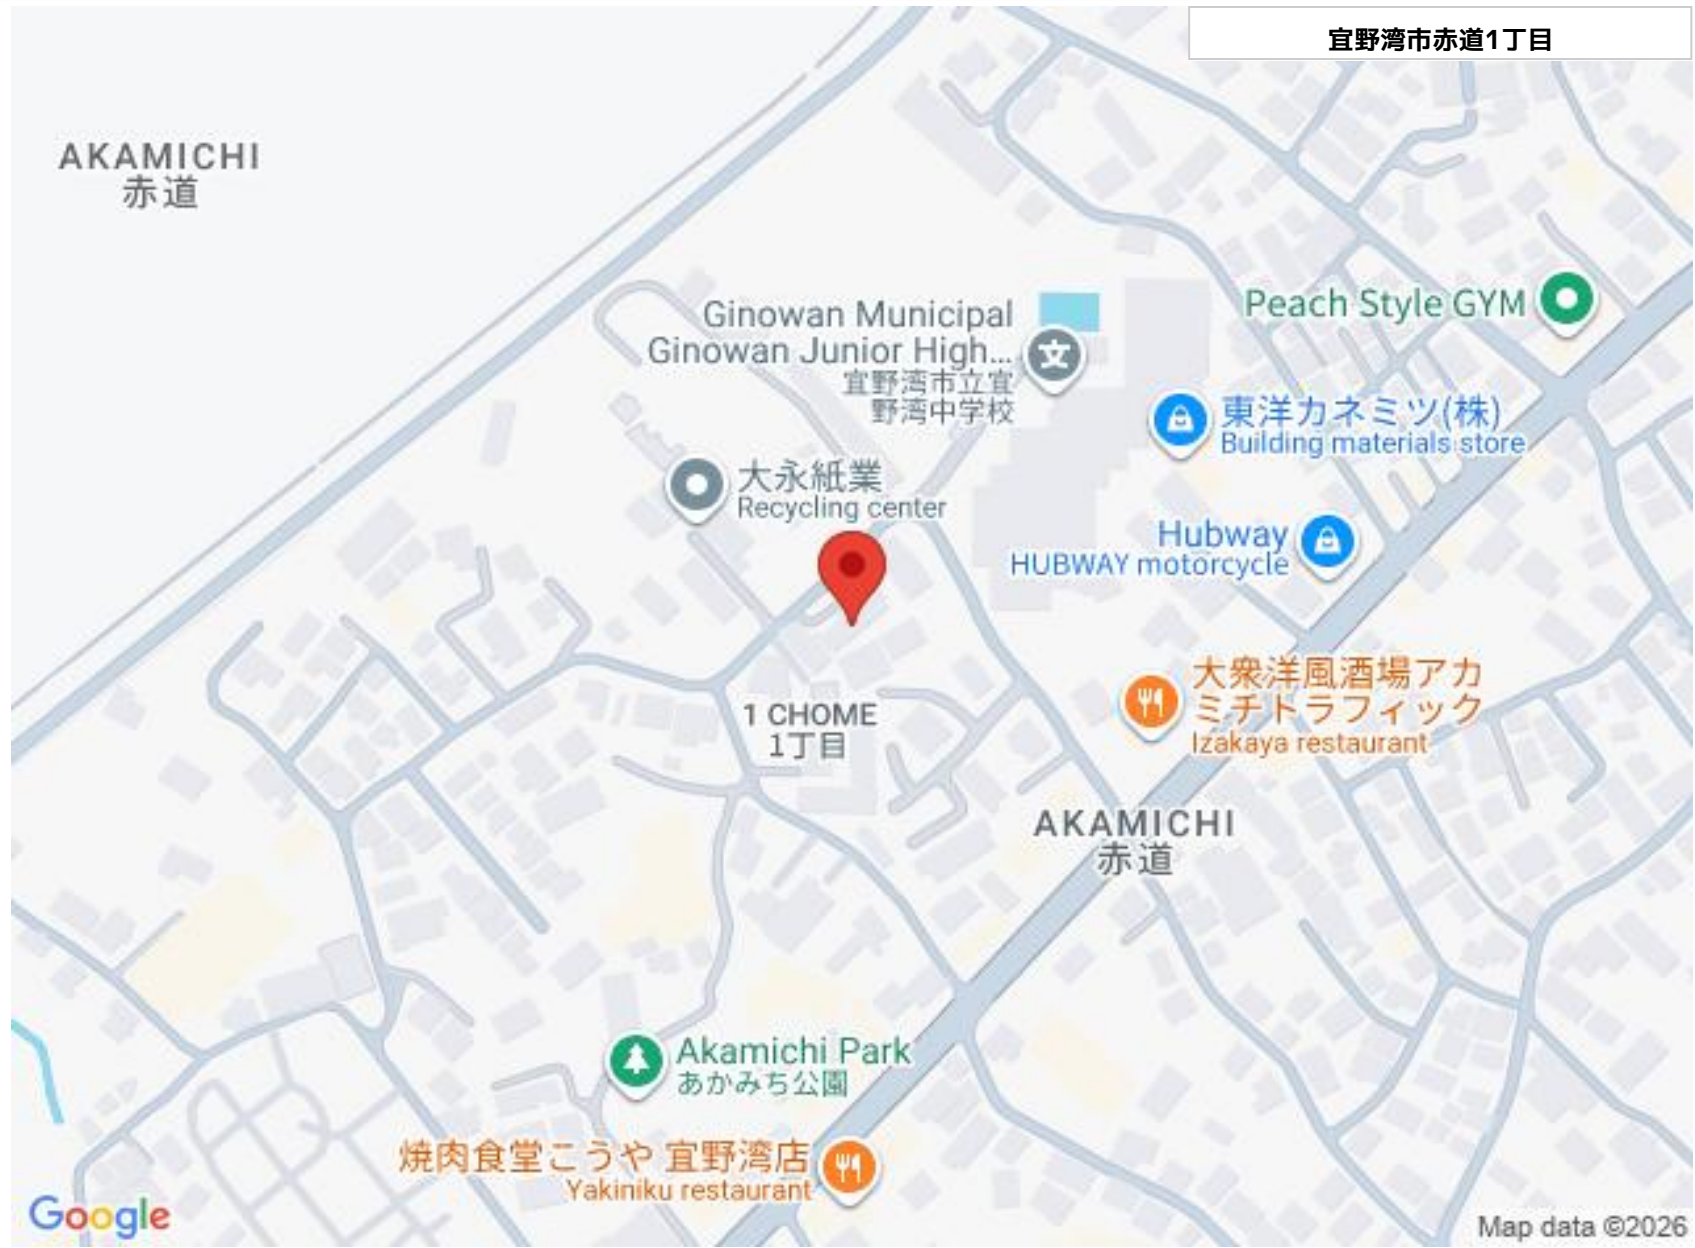 宜野湾市赤道1丁目
AKAMICHI
赤道
Ginowan Municipal
Ginowan Junior High...
宜野湾市立宜
野湾中学校
Peach Style GYM
東洋カネミツ(株)
Building materials store
大永紙業
Recycling center
Hubway
HUBWAY motorcycle
大衆洋風酒場アカ
ミチトラフィック
Izakaya restaurant
1 CHOME
1丁目
AKAMICHI
赤道
Akamichi Park
あかみち公園
焼肉食堂こうや 宜野湾店
Yakiniku restaurant
Google
Map data ©2026